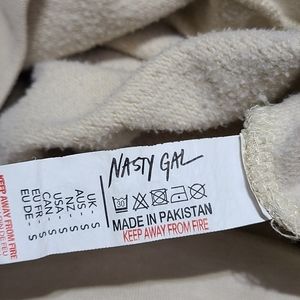 NASTY GAL
30
MADE IN PAKISTAN
KEEP AWAY FROM FIRE
UK - S
USA - S
NZ - S
CAN - S
EU FR - S
EU DE - S
KEEP AWAY FROM FIRE